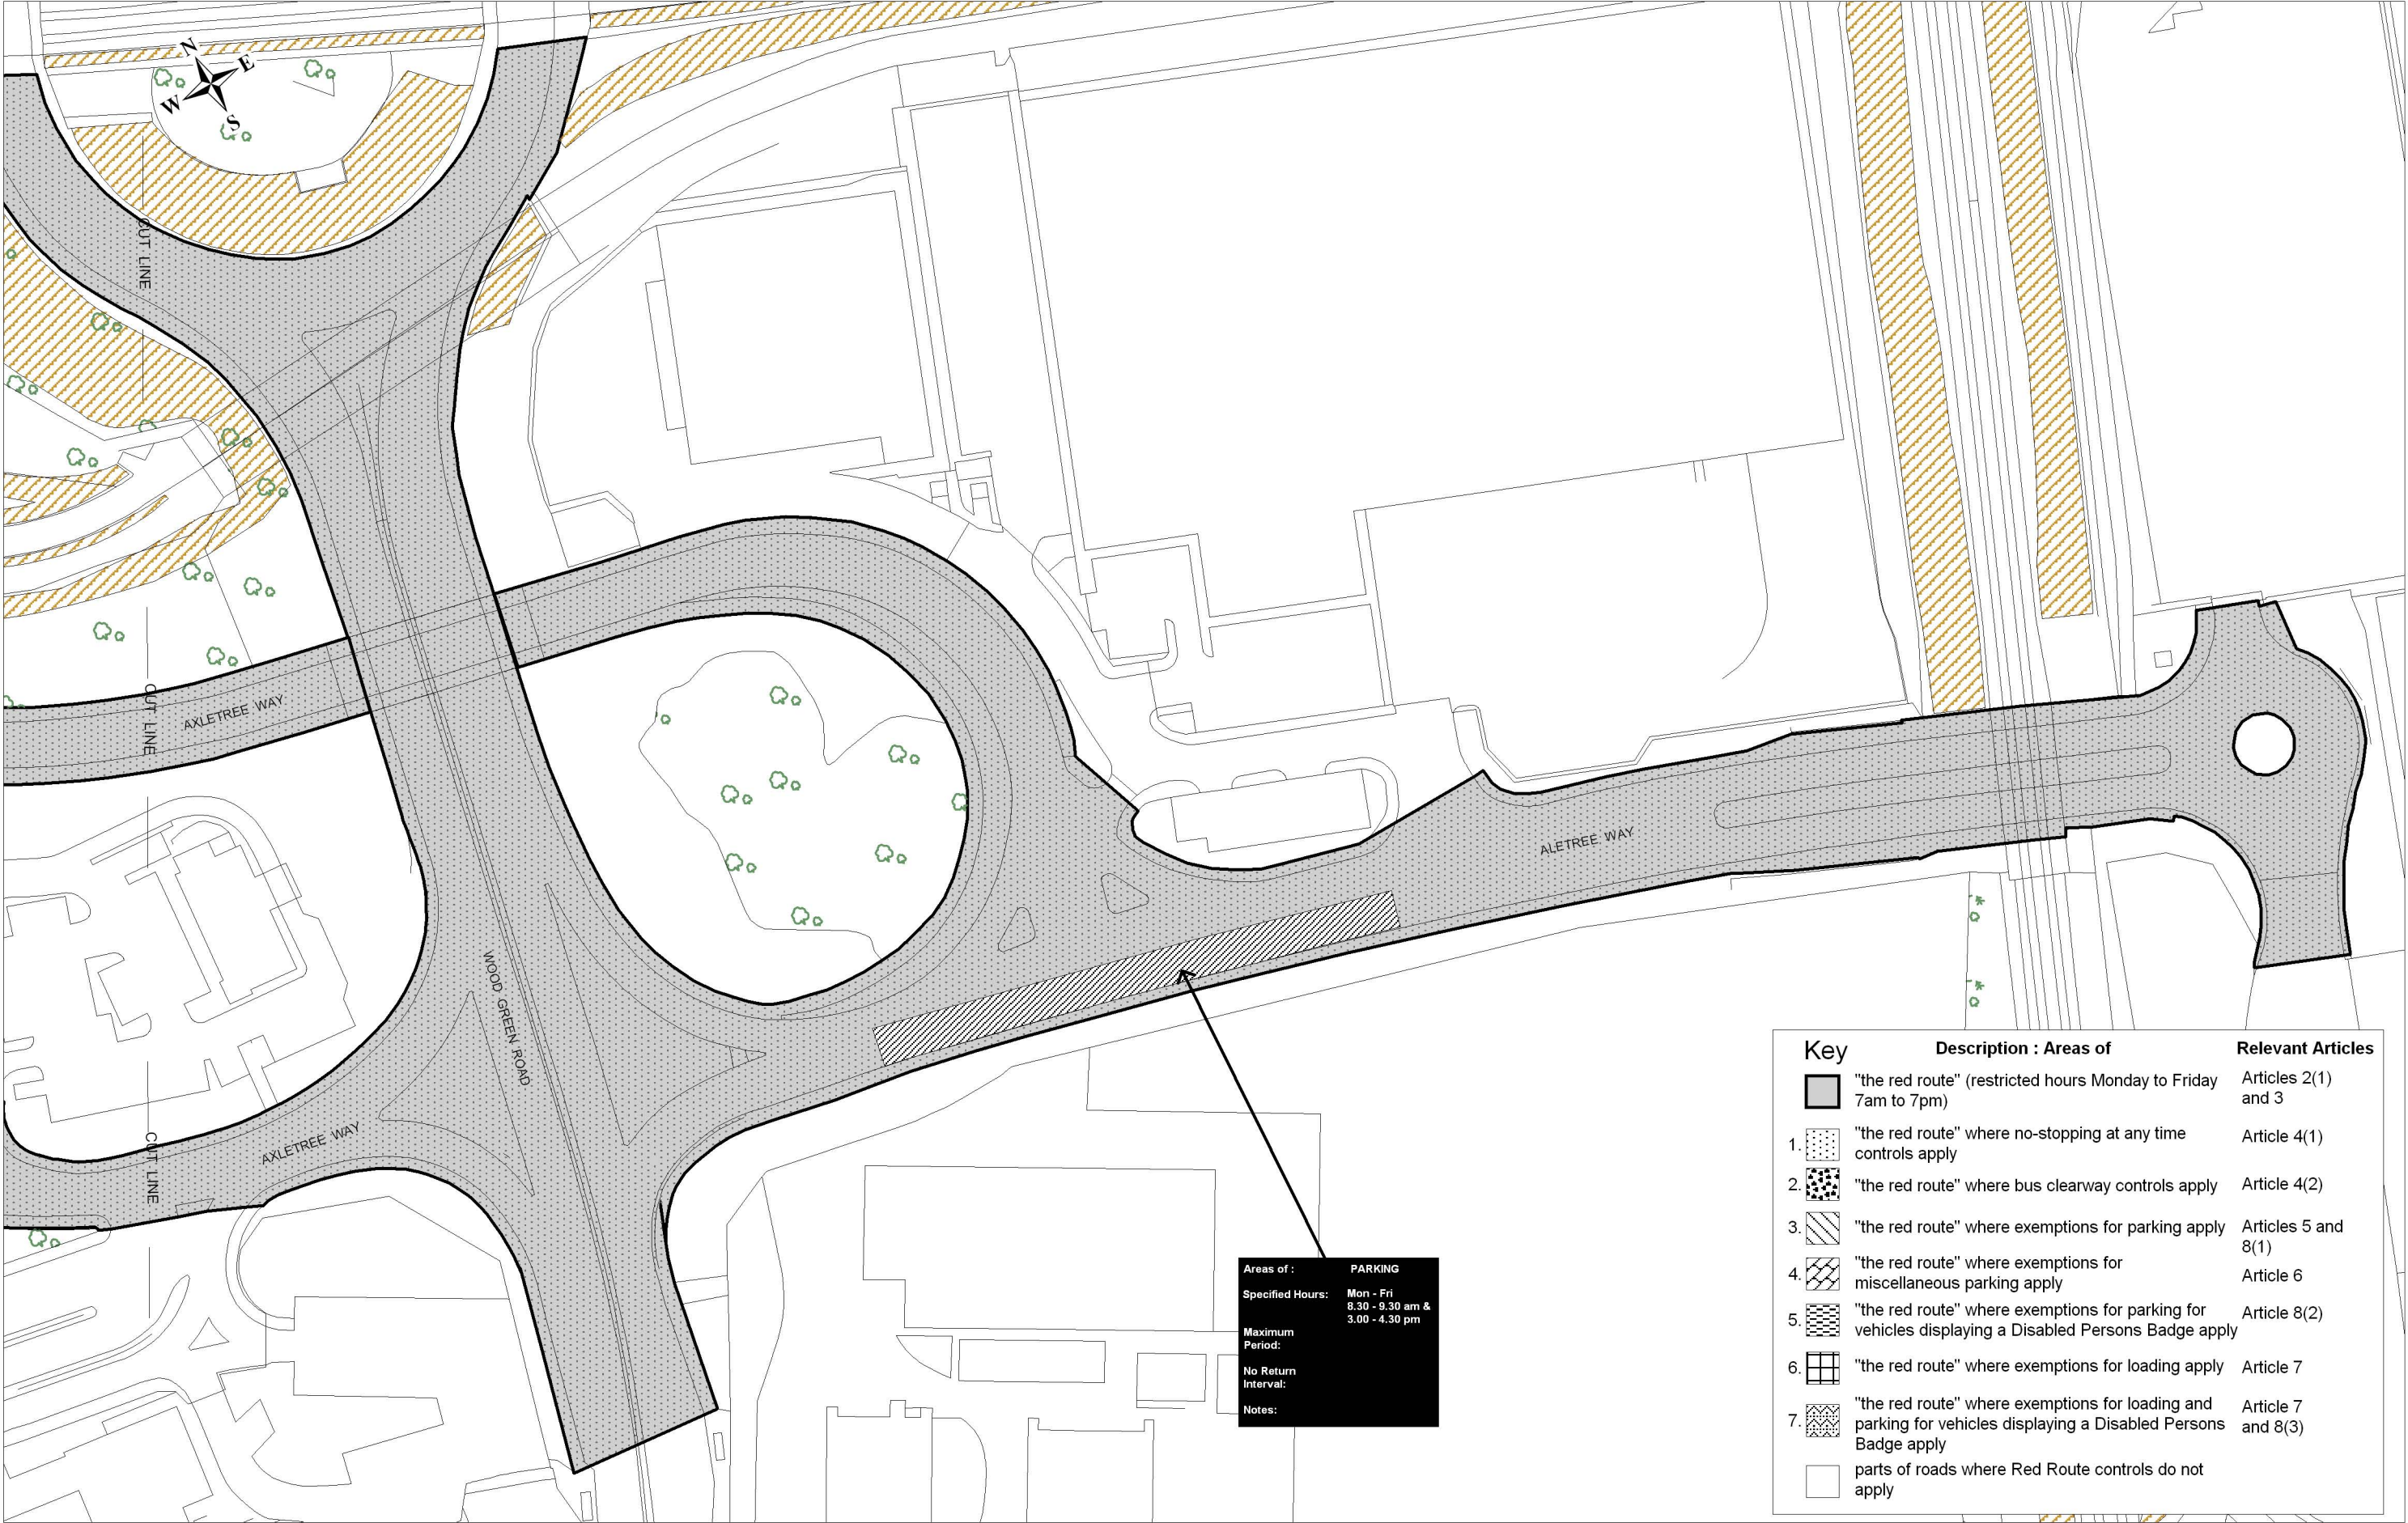 N
E
W
S
CUT LINE
AXLETREE WAY
CUT LINE
ALETREE WAY
WOOD GREEN ROAD
AXLETREE WAY
CUT LINE
Areas of : PARKING
Specified Hours: Mon - Fri
8.30 - 9.30 am &
3.00 - 4.30 pm
Maximum
Period:
No Return
Interval:
Notes:
Key Description : Areas of Relevant Articles
"the red route" (restricted hours Monday to Friday Articles 2(1)
7am to 7pm) and 3
1. "the red route" where no-stopping at any time Article 4(1)
controls apply
2. "the red route" where bus clearway controls apply Article 4(2)
3. "the red route" where exemptions for parking apply Articles 5 and
8(1)
4. "the red route" where exemptions for
miscellaneous parking apply Article 6
5. "the red route" where exemptions for parking for Article 8(2)
vehicles displaying a Disabled Persons Badge apply
6. "the red route" where exemptions for loading apply Article 7
7. "the red route" where exemptions for loading and Article 7
parking for vehicles displaying a Disabled Persons and 8(3)
Badge apply
parts of roads where Red Route controls do not
apply